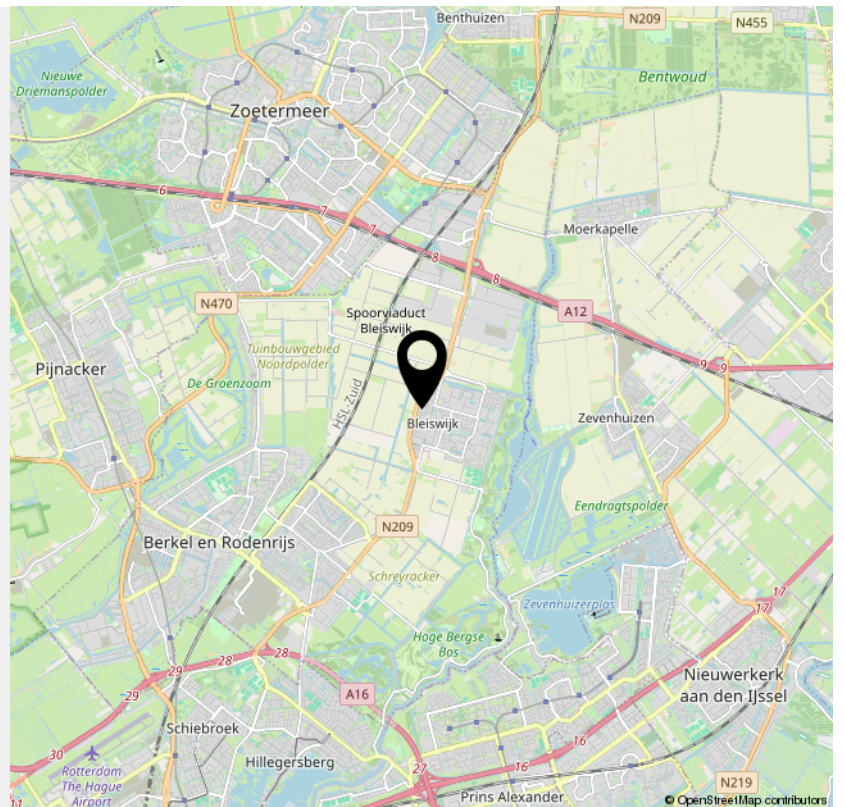 Benthuizen
N209
N455
Nieuwe
Driemanspolder
Bentwoud
Zoetermeer
6
7
7
8
8
Moerkapelle
N470
A12
Spoorviaduct
Bleiswijk
Tuinbouwgebied
Noordpolder
9
9
Pijnacker
De Groenzoom
HSL-Zuid
Bleiswijk
Zevenhuizen
Eendragtspolder
N209
Berkel en Rodenrijs
Schreyracker
Zevenhuizerplas
17
17
Hoge Bergse
Bos
28
28
29
29
A16
Nieuwerkerk
aan den IJssel
Schiebroek
16
16
30
Hillegersberg
27
Rotterdam
The Hague
Airport
11
N219
Prins Alexander
© OpenStreetMap contributors